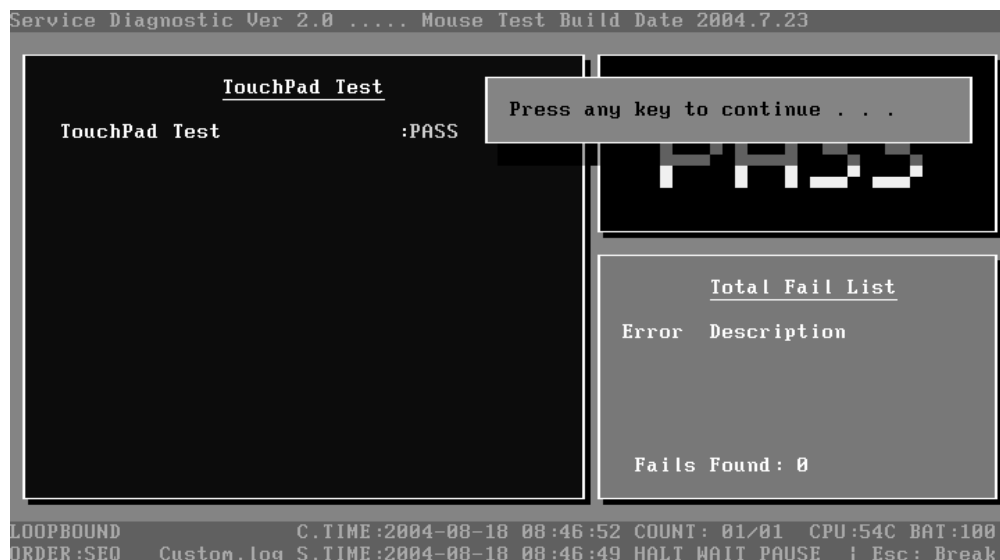 Service Diagnostic Ver 2.0 ..... Mouse Test Build Date 2004.7.23
TouchPad Test
TouchPad Test :PASS
Press any key to continue . . .
PASS
Total Fail List
Error Description
Fails Found: 0
LOOPBOUND C.TIME:2004-08-18 08:46:52 COUNT: 01/01 CPU:54C BAT:100
ORDER:SEQ Custom.log S.TIME:2004-08-18 08:46:49 HALT WAIT PAUSE | Esc: Break